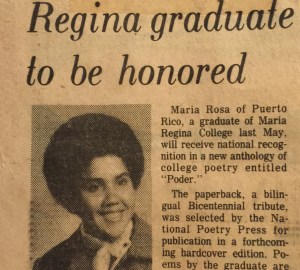 Regina graduate
to be honored
Maria Rosa of Puerto
Rico, a graduate of Maria
Regina College last May,
will receive national recog-
nition in a new anthology of
college poetry entitled
"Poder."
The paperback, a bilin-
gual Bicentennial tribute,
was selected by the Na-
tional Poetry Press for
publication in a forthcom-
ing hardcover edition. Po-
ems by the graduate are